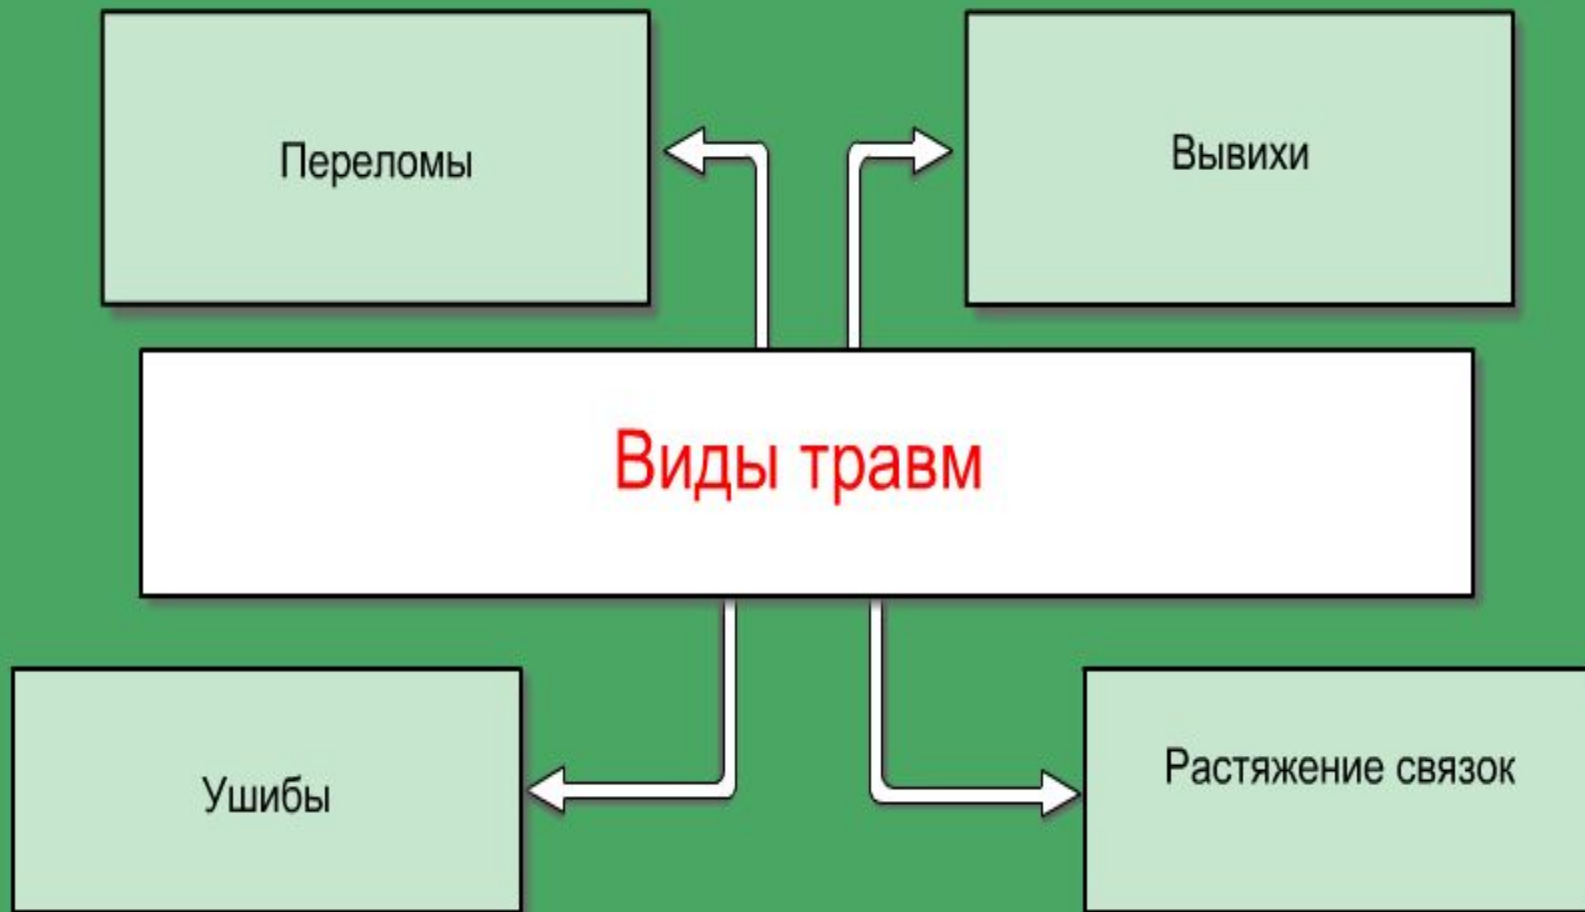 Переломы
Вывихи
Виды травм
Ушибы
Растяжение связок